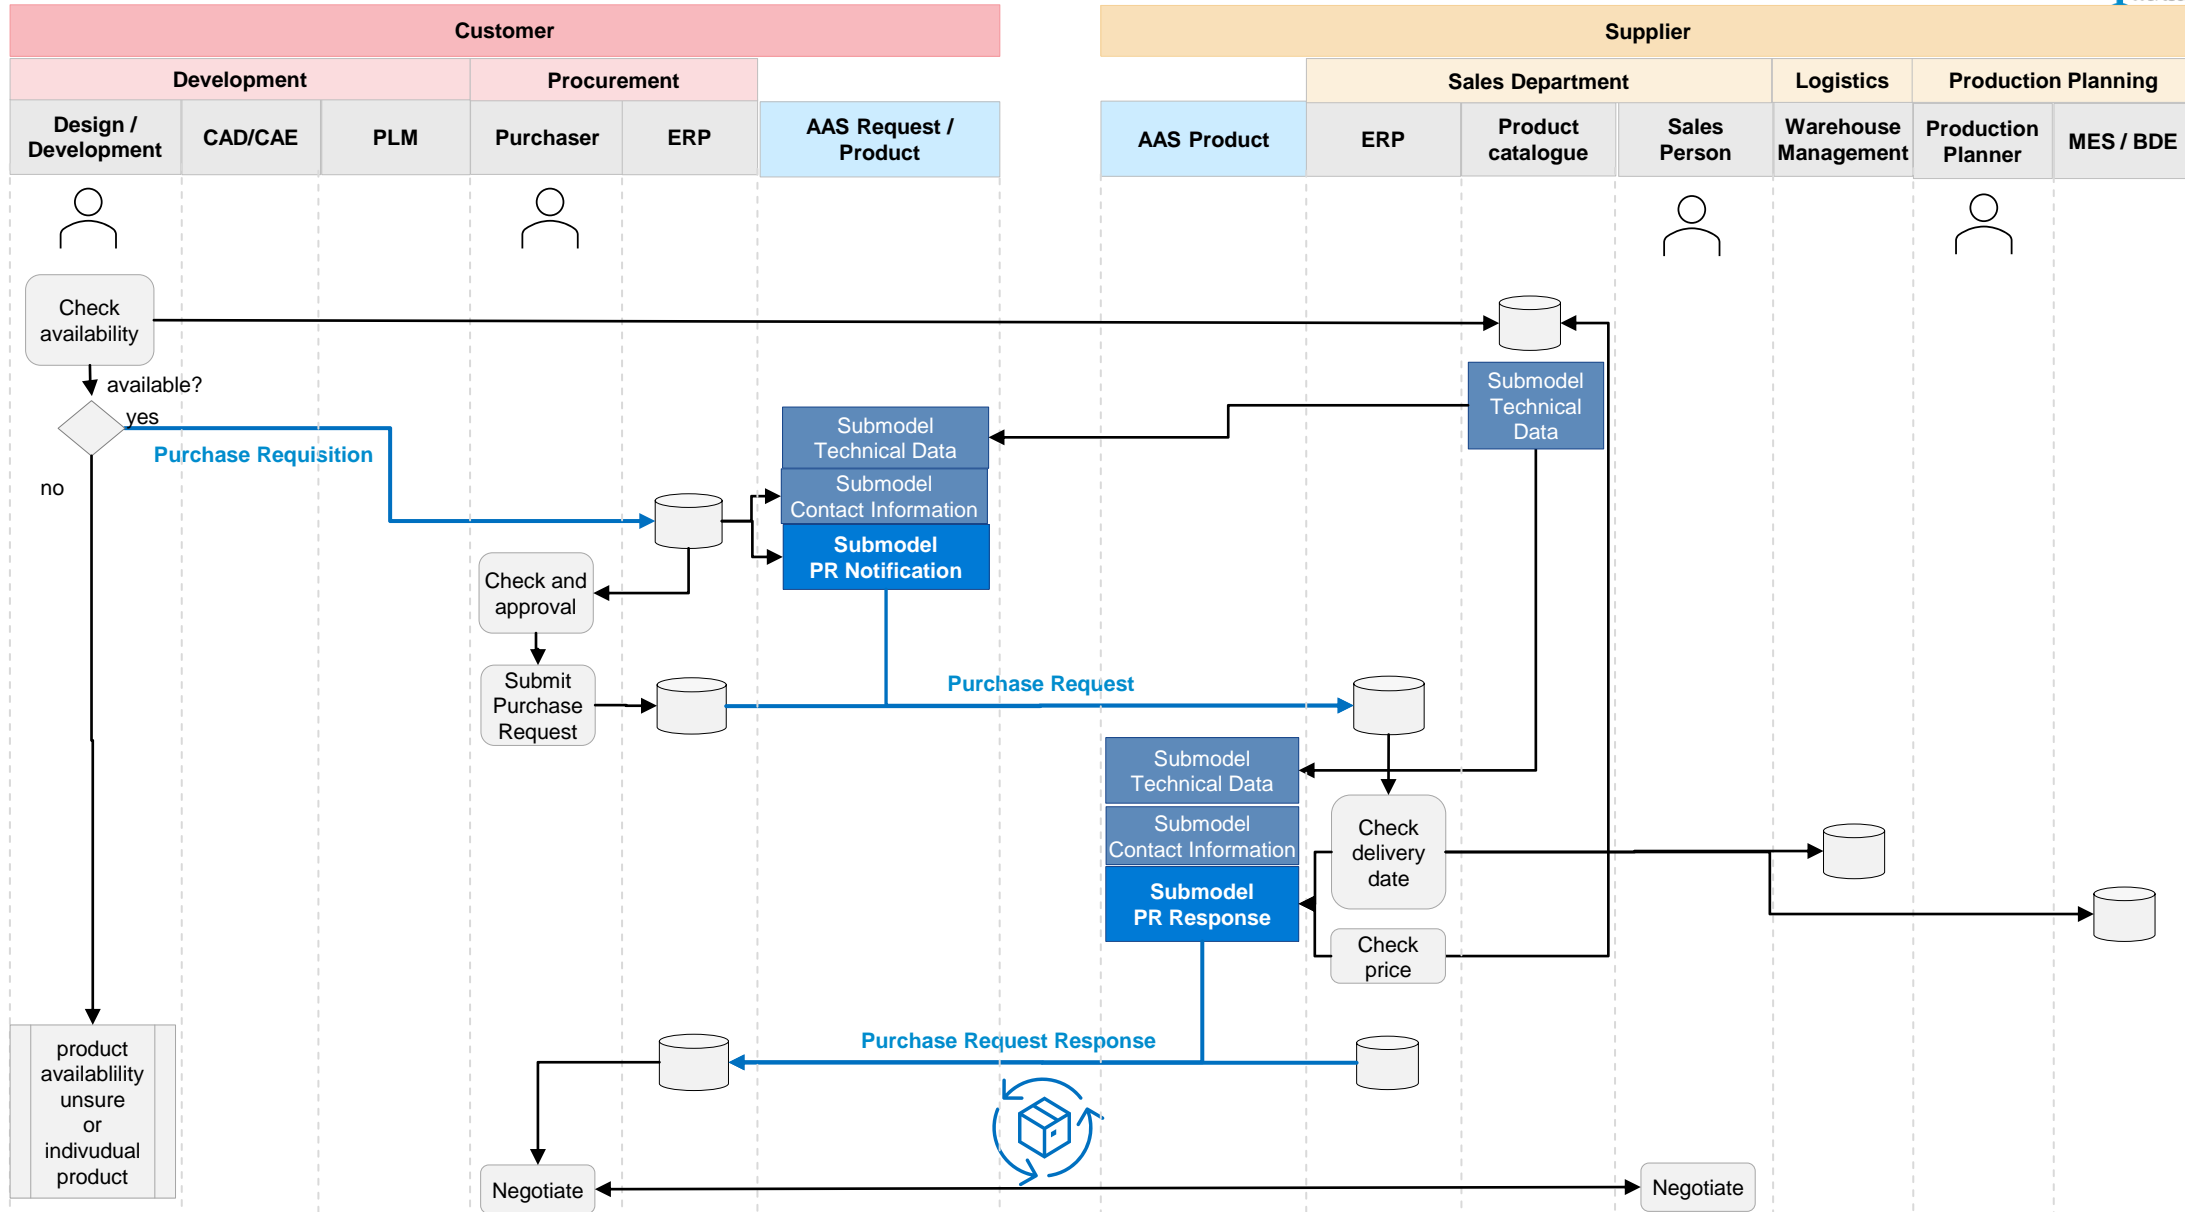 Customer
Supplier
Development
Procurement
Sales Department
Logistics
Production Planning
Design /
Development
CAD/CAE
PLM
Purchaser
ERP
AAS Request /
Product
AAS Product
ERP
Product
catalogue
Sales
Person
Warehouse
Management
Production
Planner
MES / BDE
Check
availability
available?
yes
Purchase Requisition
no
Submodel
Technical Data
Submodel
Contact Information
Submodel
PR Notification
Submodel
Technical
Data
Check and
approval
Submit
Purchase
Request
Purchase Request
Submodel
Technical Data
Submodel
Contact Information
Submodel
PR Response
Check
delivery
date
Check
price
Purchase Request Response
product
availablility
unsure
or
indivudual
product
Negotiate
Negotiate